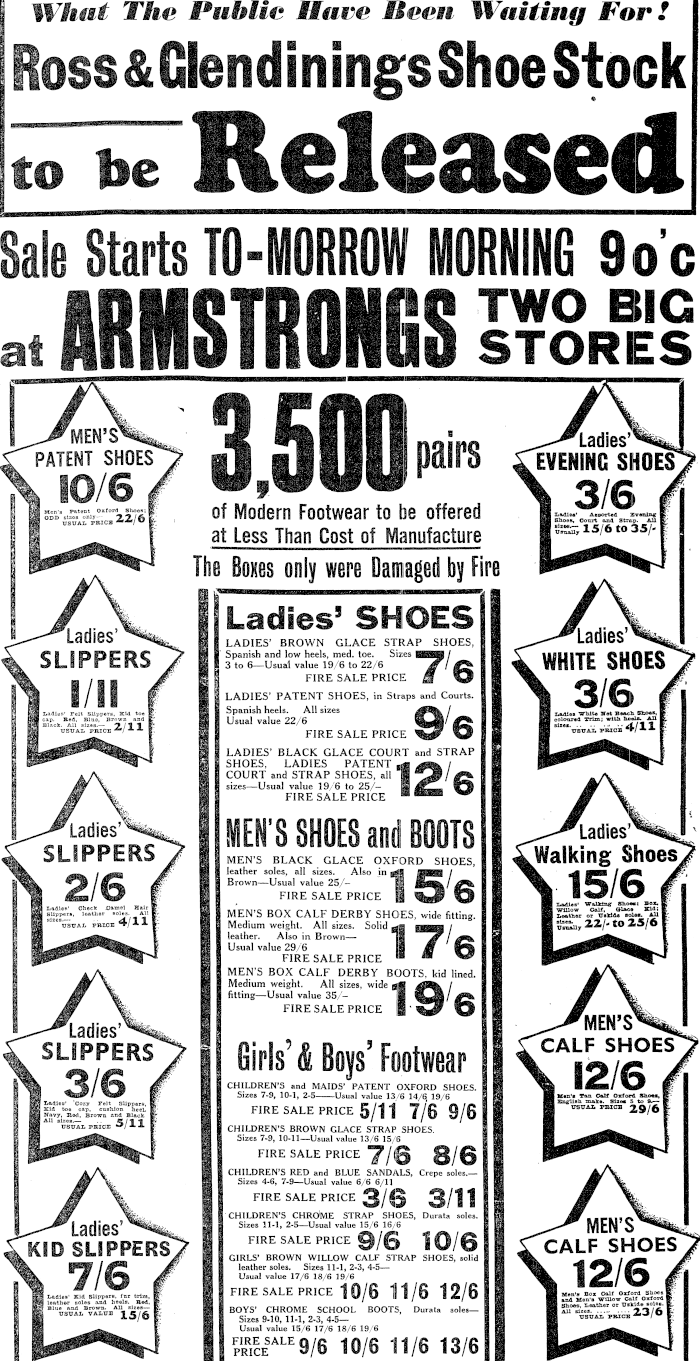 What The Public Have Been Waiting For!
Ross & Glendinings Shoe Stock
to be Released
Sale Starts TO-MORROW MORNING 9 o'c
at ARMSTRONGS TWO BIG STORES
MEN'S
PATENT SHOES
10/6
Men's Patent Oxford Shoes;
ODD sizes only—
USUAL PRICE 22/6
Ladies'
SLIPPERS
1/11
Ladies' Felt Slippers, Kid toe
cap. Red, Blue, Brown and
Black. All sizes.—
USUAL PRICE 2/11
Ladies'
SLIPPERS
2/6
Ladies' Check Camel Hair
Slippers, leather soles. All
sizes—
USUAL PRICE 4/11
Ladies'
SLIPPERS
3/6
Ladies' Cosy Felt Slippers,
Kid toe cap, cushion heel.
Navy, Red, Brown and Black.
All sizes.—
USUAL PRICE 5/11
Ladies'
KID SLIPPERS
7/6
Ladies' Kid Slippers, fur trim,
leather soles and heels. Red,
Blue and Brown. All sizes—
USUAL VALUE 15/6
3,500 pairs
of Modern Footwear to be offered
at Less Than Cost of Manufacture
The Boxes only were Damaged by Fire
Ladies' SHOES
LADIES' BROWN GLACE STRAP SHOES,
Spanish and low heels, med. toe. Sizes
3 to 6—Usual value 19/6 to 22/6
FIRE SALE PRICE 7/6
LADIES' PATENT SHOES, in Straps and Courts.
Spanish heels. All sizes
Usual value 22/6
FIRE SALE PRICE 9/6
LADIES' BLACK GLACE COURT and STRAP
SHOES, LADIES PATENT
COURT and STRAP SHOES, all
sizes—Usual value 19/6 to 25/-
FIRE SALE PRICE 12/6
MEN'S SHOES and BOOTS
MEN'S BLACK GLACE OXFORD SHOES,
leather soles, all sizes. Also in
Brown—Usual value 25/-
FIRE SALE PRICE 15/6
MEN'S BOX CALF DERBY SHOES, wide fitting.
Medium weight. All sizes. Solid
leather. Also in Brown—
Usual value 29/6
FIRE SALE PRICE 17/6
MEN'S BOX CALF DERBY BOOTS, kid lined.
Medium weight. All sizes, wide
fitting—Usual value 35/-
FIRE SALE PRICE 19/6
Girls' & Boys' Footwear
CHILDREN'S and MAIDS' PATENT OXFORD SHOES.
Sizes 7-9, 10-1, 2-5——Usual value 13/6 14/6 19/6
FIRE SALE PRICE 5/11 7/6 9/6
CHILDREN'S BROWN GLACE STRAP SHOES.
Sizes 7-9, 10-11—Usual value 13/6 15/6
FIRE SALE PRICE 7/6 8/6
CHILDREN'S RED and BLUE SANDALS, Crepe soles.—
Sizes 4-6, 7-9—Usual value 6/6 6/11
FIRE SALE PRICE 3/6 3/11
CHILDREN'S CHROME STRAP SHOES, Durata soles.
Sizes 11-1, 2-5—Usual value 15/6 16/6
FIRE SALE PRICE 9/6 10/6
GIRLS' BROWN WILLOW CALF STRAP SHOES, solid
leather soles. Sizes 11-1, 2-3, 4-5—
Usual value 17/6 18/6 19/6
FIRE SALE PRICE 10/6 11/6 12/6
BOYS' CHROME SCHOOL BOOTS, Durata soles—
Sizes 9-10, 11-1, 2-3, 4-5—
Usual value 15/6 17/6 18/6 19/6
FIRE SALE PRICE 9/6 10/6 11/6 13/6
Ladies'
EVENING SHOES
3/6
Ladies' Assorted Evening
Shoes, Court and Strap. All
sizes.—
Usually 15/6 to 35/-
Ladies'
WHITE SHOES
3/6
Ladies White Net Beach Shoes,
coloured Trim; with heels. All
sizes. .. .. .. ..
USUAL PRICE 4/11
Ladies'
Walking Shoes
15/6
Ladies' Walking Shoes: Box,
Willow Calf, Glace Kid;
Leather or Uskide soles. All
sizes.
Usually 22/- to 25/6
MEN'S
CALF SHOES
12/6
Men's Tan Calf Oxford Shoes,
English make. Sizes 5 to 9—
USUAL PRICE 29/6
MEN'S
CALF SHOES
12/6
Men's Box Calf Oxford Shoes
and Men's Willow Calf Oxford
Shoes, Leather or Uskide soles.
All sizes. .. .. ..
USUAL PRICE 23/6